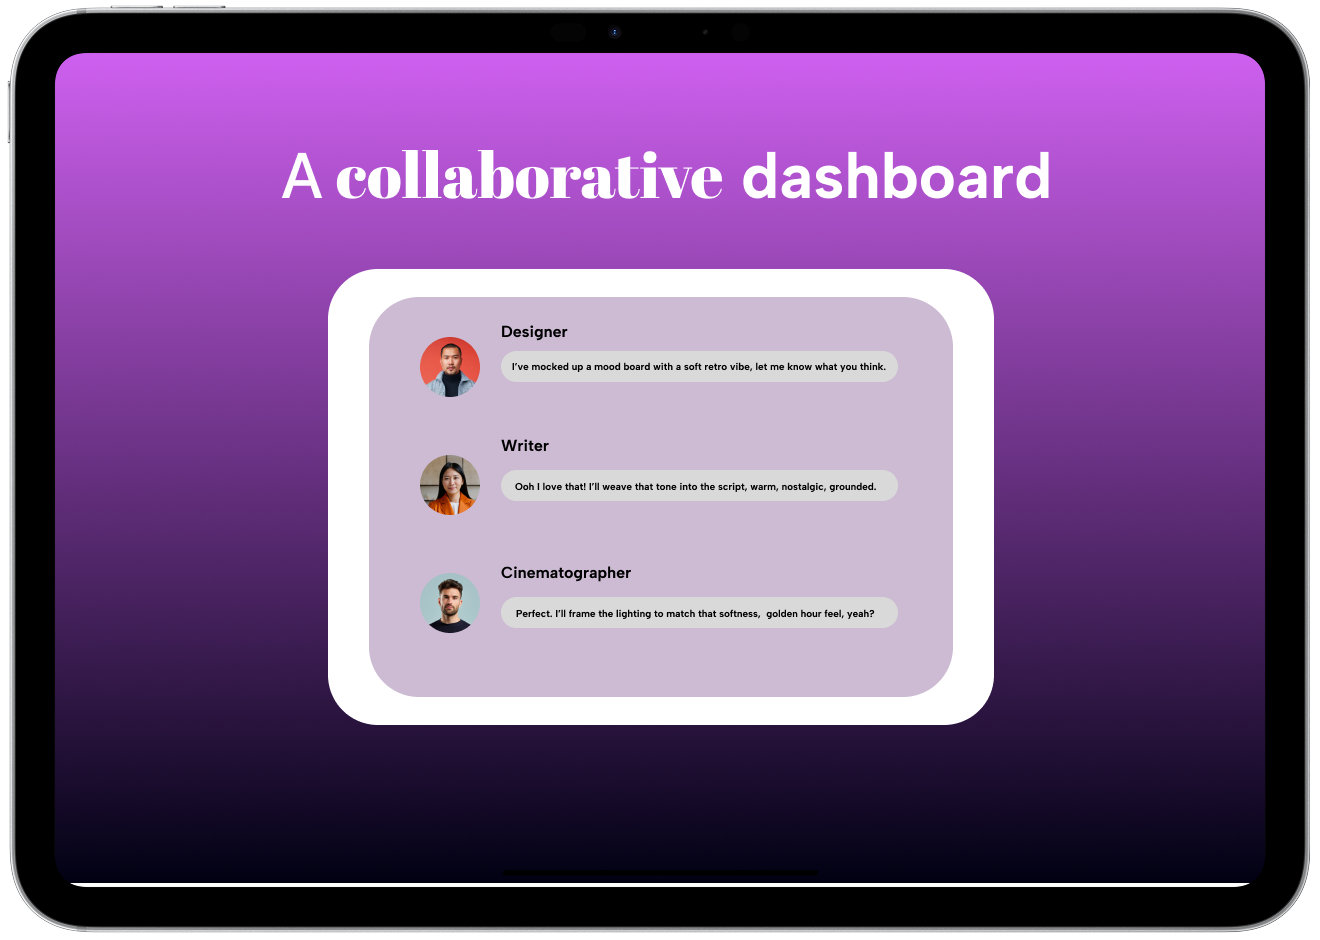 A collaborative dashboard
Designer
I've mocked up a mood board with a soft retro vibe, let me know what you think.
Writer
Ooh I love that! I'll weave that tone into the script, warm, nostalgic, grounded.
Cinematographer
Perfect. I'll frame the lighting to match that softness,  golden hour feel, yeah?